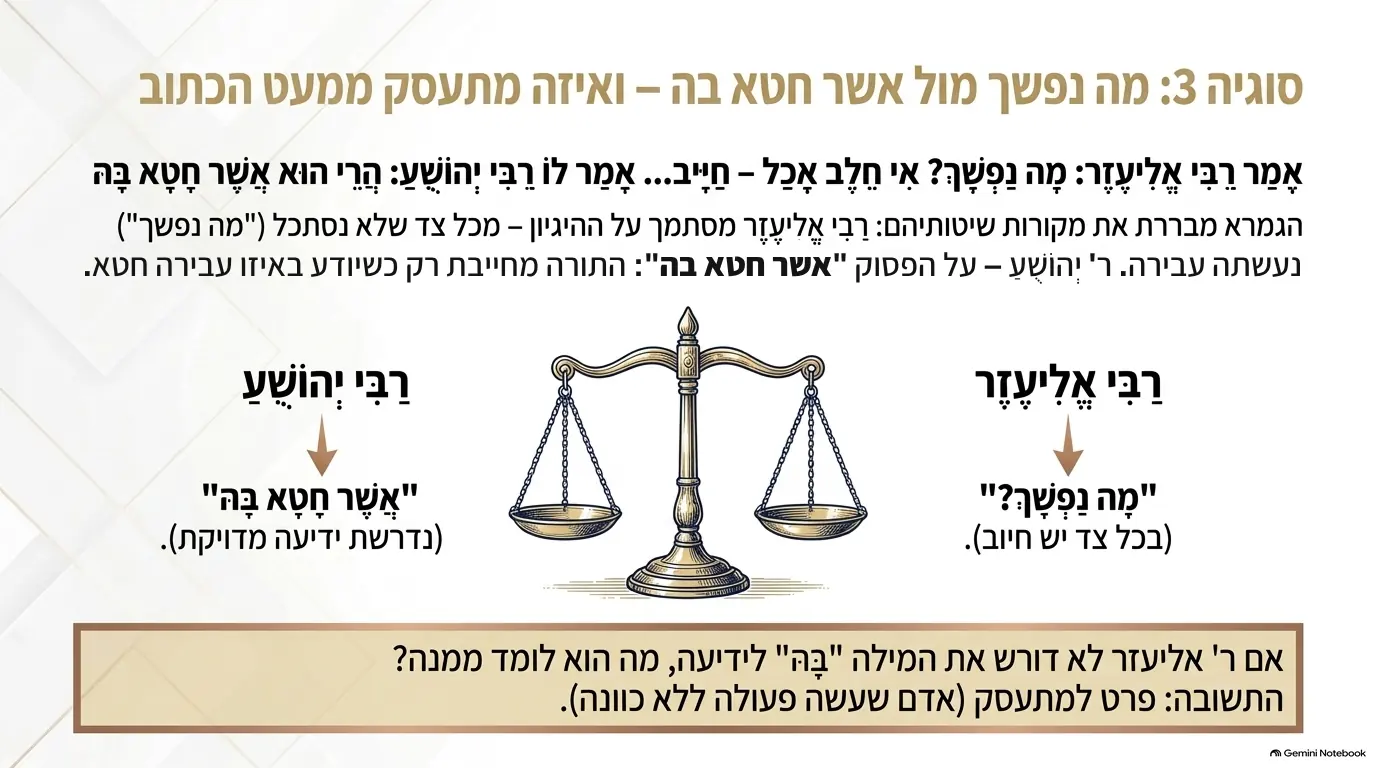 סוגיה 3: מה נפשך מול אשר חטא בה – ואיזה מתעסק ממעט הכתוב
אָמַר רַבִּי אֱלִיעֶזֶר: מָה נַפְשָׁךְ? אִי חֵלֶב אָכַל – חַיָּיב... אָמַר לוֹ רַבִּי יְהוֹשֻׁעַ: הֲרֵי הוּא אֲשֶׁר חָטָא בָּהּ
הגמרא מבררת את מקורות שיטותיהם: רַבִּי אֱלִיעֶזֶר מסתמך על ההיגיון – מכל צד שלא נסתכל ("מה נפשך")
נעשתה עבירה. ר' יְהוֹשֻׁעַ – על הפסוק "אשר חטא בה": התורה מחייבת רק כשיודע באיזו עבירה חטא.
רַבִּי אֱלִיעֶזֶר
"מָה נַפְשָׁךְ?"
(בכל צד יש חיוב).
רַבִּי יְהוֹשֻׁעַ
"אֲשֶׁר חָטָא בָּהּ"
(נדרשת ידיעה מדויקת).
אם ר' אליעזר לא דורש את המילה "בָּהּ" לידיעה, מה הוא לומד ממנה?
התשובה: פרט למתעסק (אדם שעשה פעולה ללא כוונה).
Gemini Notebook